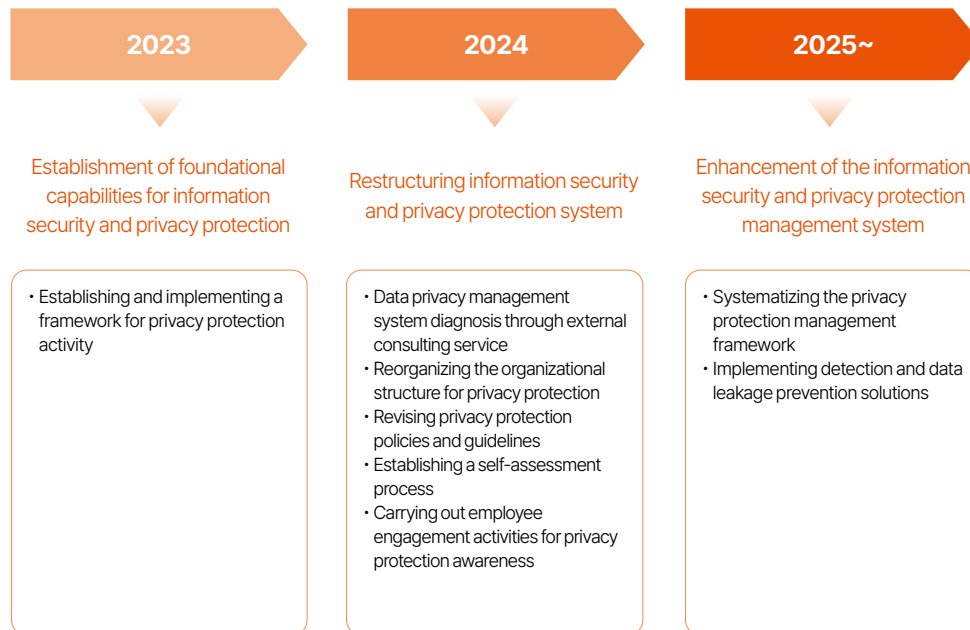 2023
Establishment of foundational
capabilities for information
security and privacy protection
• Establishing and implementing a
framework for privacy protection
activity
2024
Restructuring information security
and privacy protection system
• Data privacy management
system diagnosis through external
consulting service
• Reorganizing the organizational
structure for privacy protection
• Revising privacy protection
policies and guidelines
• Establishing a self-assessment
process
• Carrying out employee
engagement activities for privacy
protection awareness
2025~
Enhancement of the information
security and privacy protection
management system
• Systematizing the privacy
protection management
framework
• Implementing detection and data
leakage prevention solutions